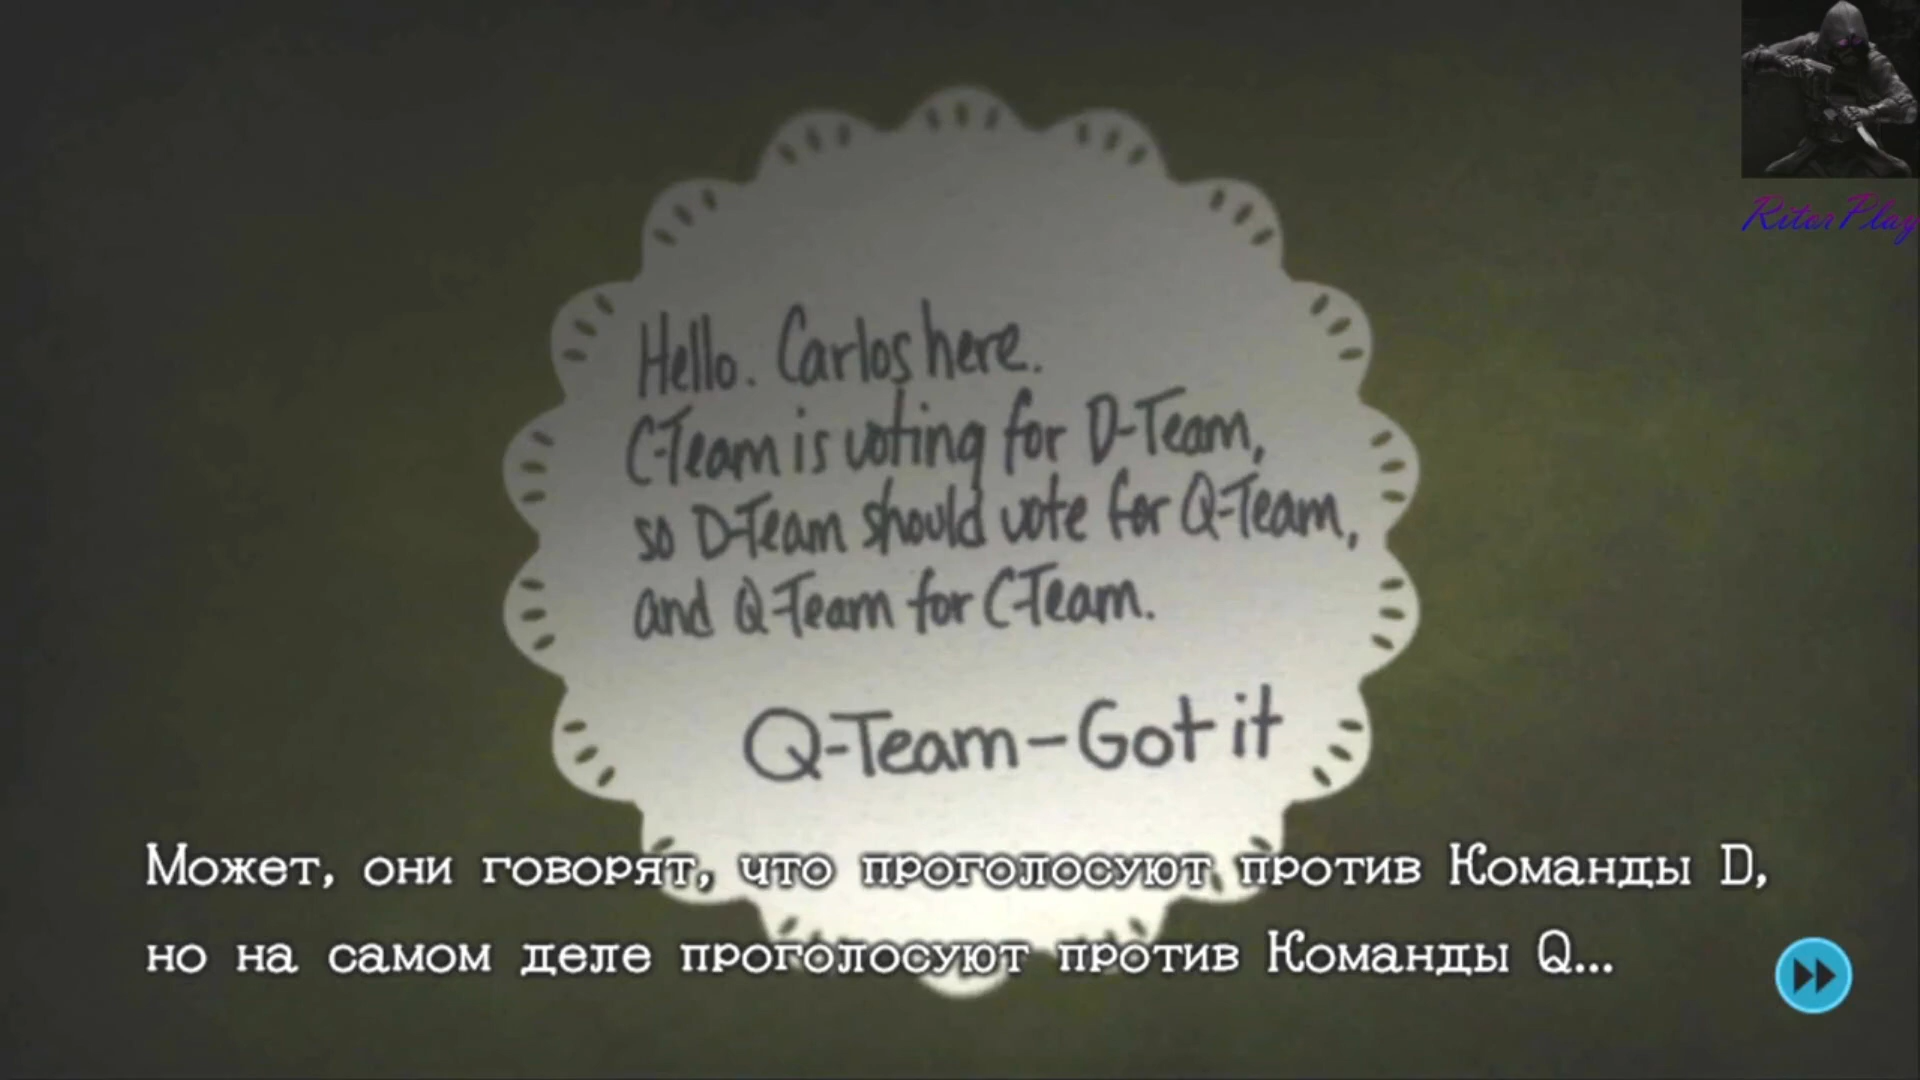 KitorPlay
Hello. Carlos here.
C-Team is voting for D-Team,
so D-Team should vote for Q-Team,
and Q-Team for C-Team.
Q-Team-Got it
Может, они говорят, что проголосуют против Команды D,
но на самом деле проголосуют против Команды Q...